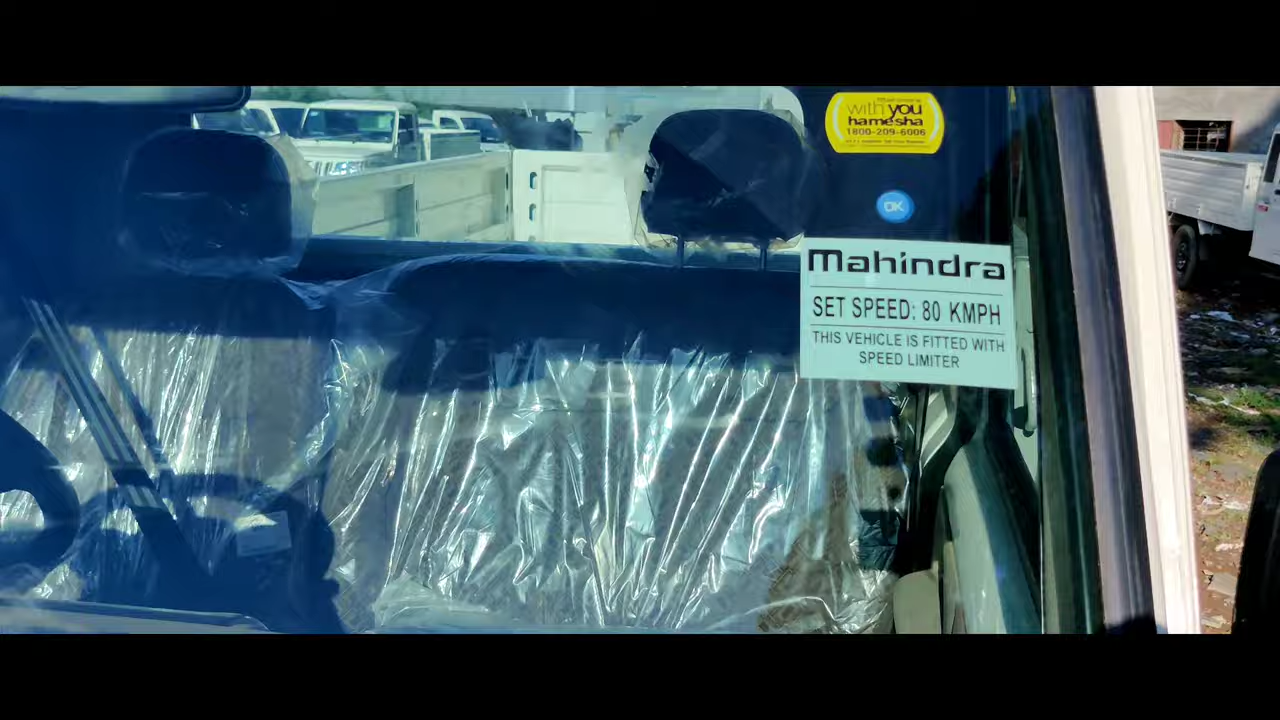 with you
hamesha
1800-209-6006
OK
Mahindra
SET SPEED: 80 KMPH
THIS VEHICLE IS FITTED WITH
SPEED LIMITER